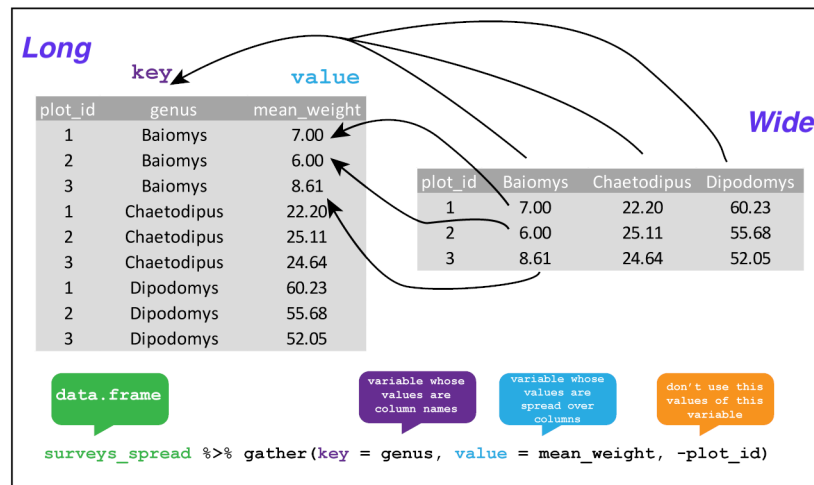 Long
key
value
plot_id genus mean_weight
1 Baiomys 7.00
2 Baiomys 6.00
3 Baiomys 8.61
1 Chaetodipus 22.20
2 Chaetodipus 25.11
3 Chaetodipus 24.64
1 Dipodomys 60.23
2 Dipodomys 55.68
3 Dipodomys 52.05
Wide
plot_id Baiomys Chaetodipus Dipodomys
1 7.00 22.20 60.23
2 6.00 25.11 55.68
3 8.61 24.64 52.05
data.frame
variable whose
values are
column names
variable whose
values are
spread over
columns
don't use this
values of this
variable
surveys_spread %>% gather(key = genus, value = mean_weight, -plot_id)